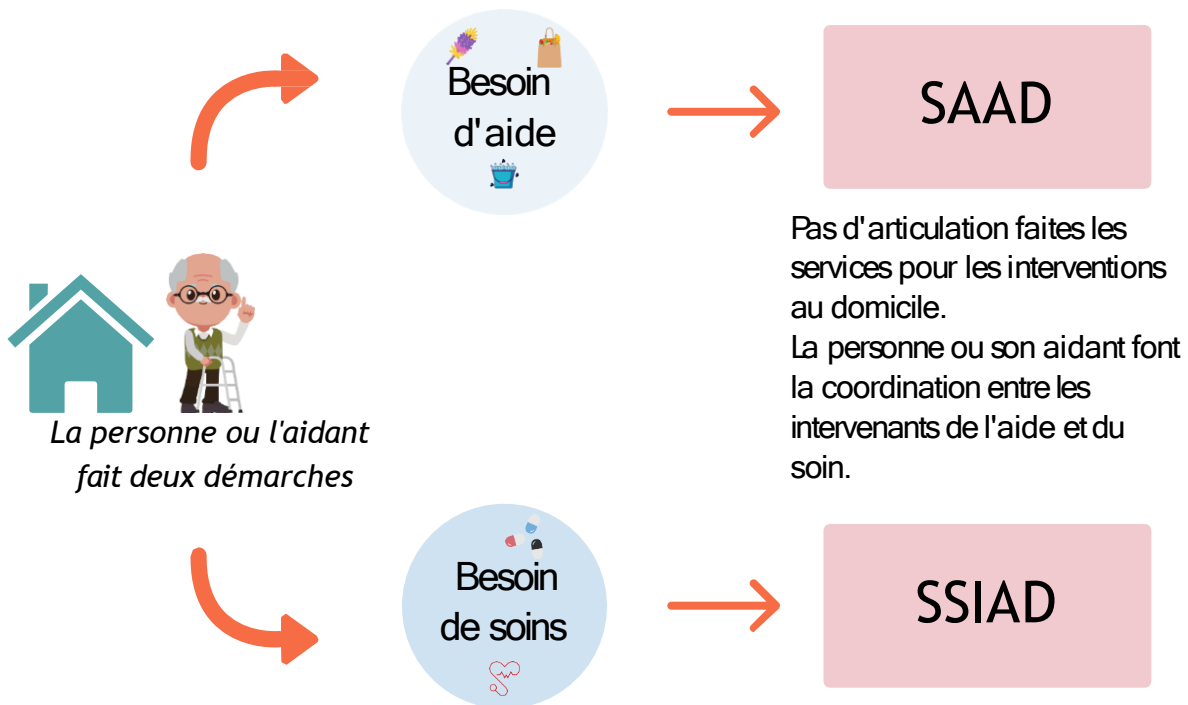 Besoin
d'aide
SAAD
Pas d'articulation faites les
services pour les interventions
au domicile.
La personne ou son aidant font
la coordination entre les
intervenants de l'aide et du
soin.
La personne ou l'aidant
fait deux démarches
Besoin
de soins
SSIAD